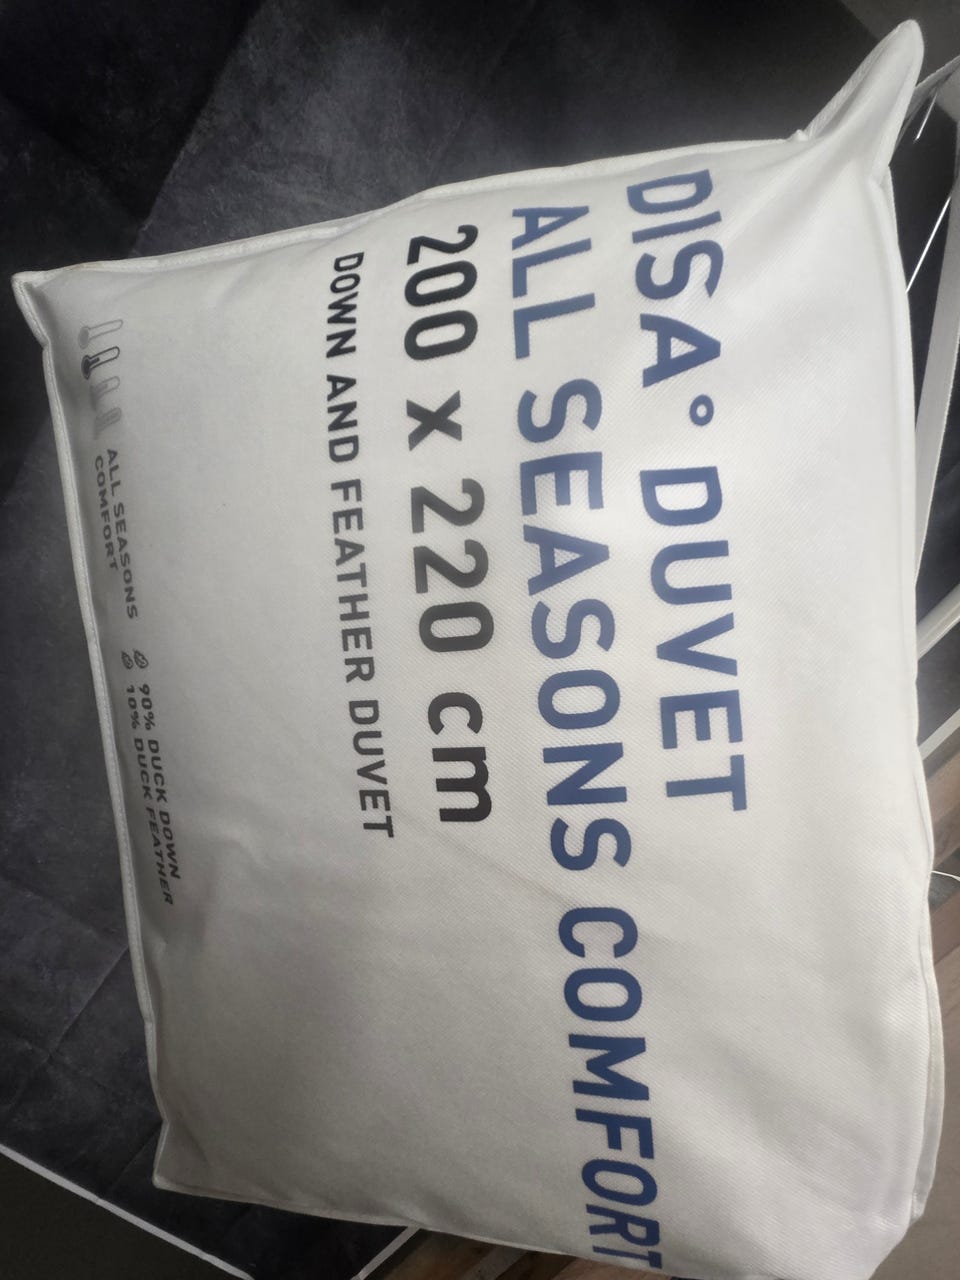 DISA° DUVET
ALL SEASONS COMFORT
200 x 220 cm
DOWN AND FEATHER DUVET
ALL SEASONS
COMFORT
90% DUCK DOWN
10% DUCK FEATHER